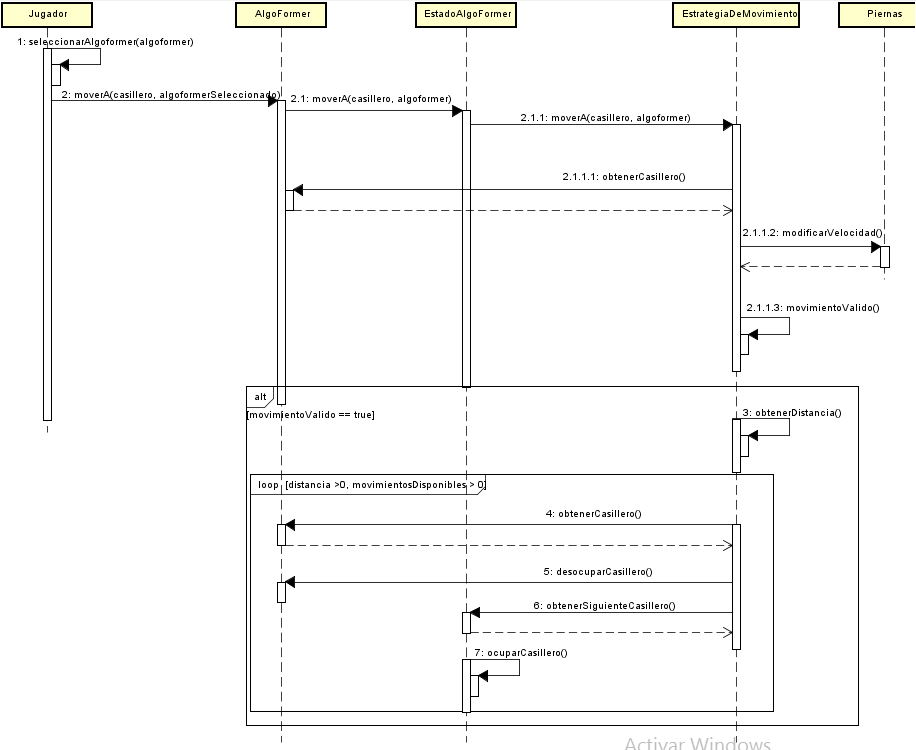 Jugador
AlgoFormer
EstadoAlgoFormer
EstrategiaDeMovimiento
Piernas
1: seleccionarAlgoformer(algoformer)
2: moverA(casillero, algoformerSeleccionado)
2.1: moverA(casillero, algoformer)
2.1.1: moverA(casillero, algoformer)
2.1.1.1: obtenerCasillero()
2.1.1.2: modificarVelocidad()
2.1.1.3: movimientoValido()
alt
[movimientoValido == true]
3: obtenerDistancia()
loop [distancia >0, movimientosDisponibles > 0]
4: obtenerCasillero()
5: desocuparCasillero()
6: obtenerSiguienteCasillero()
7: ocuparCasillero()
Activar Windows